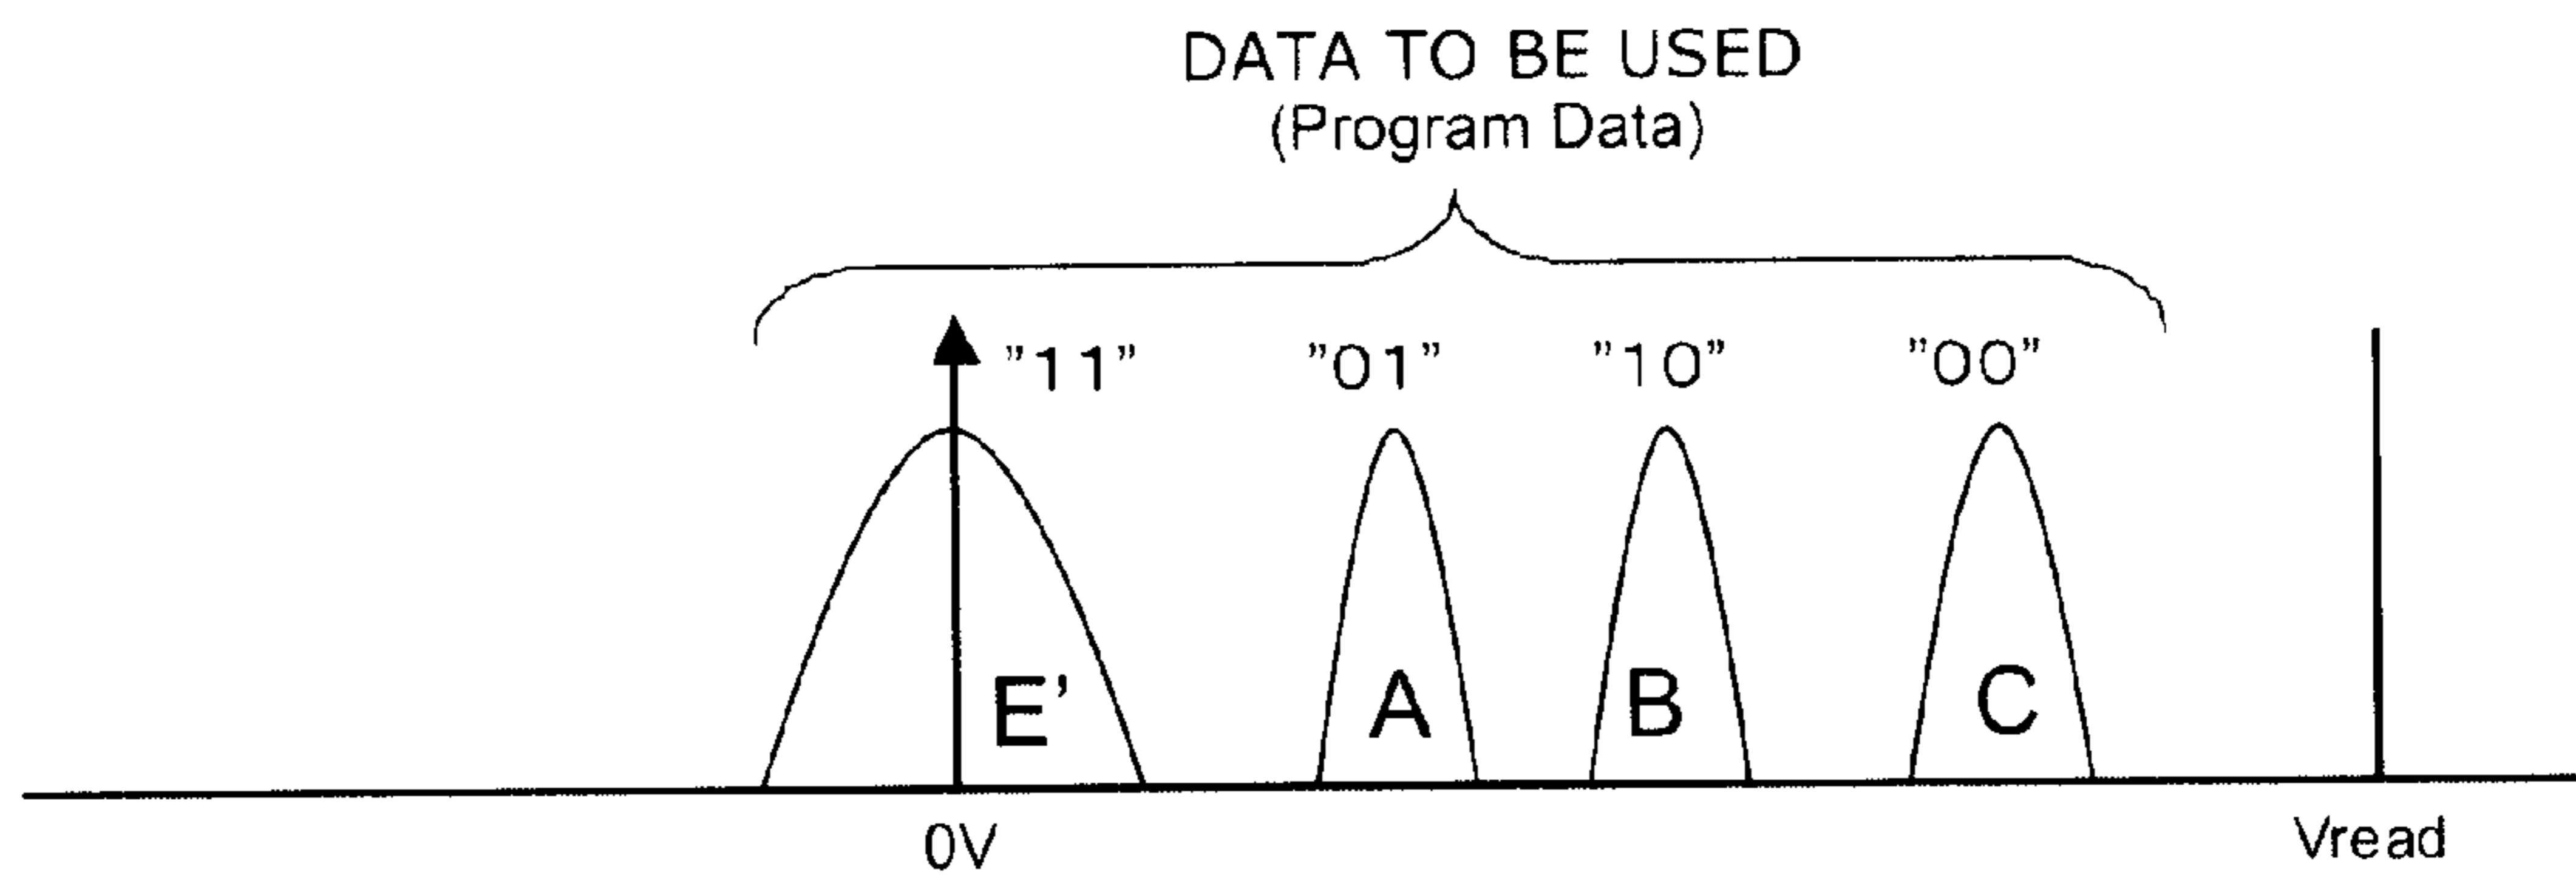 DATA TO BE USED
(Program Data)
”11” ”01” ”10” ”00”
E’ A B C
0V Vread